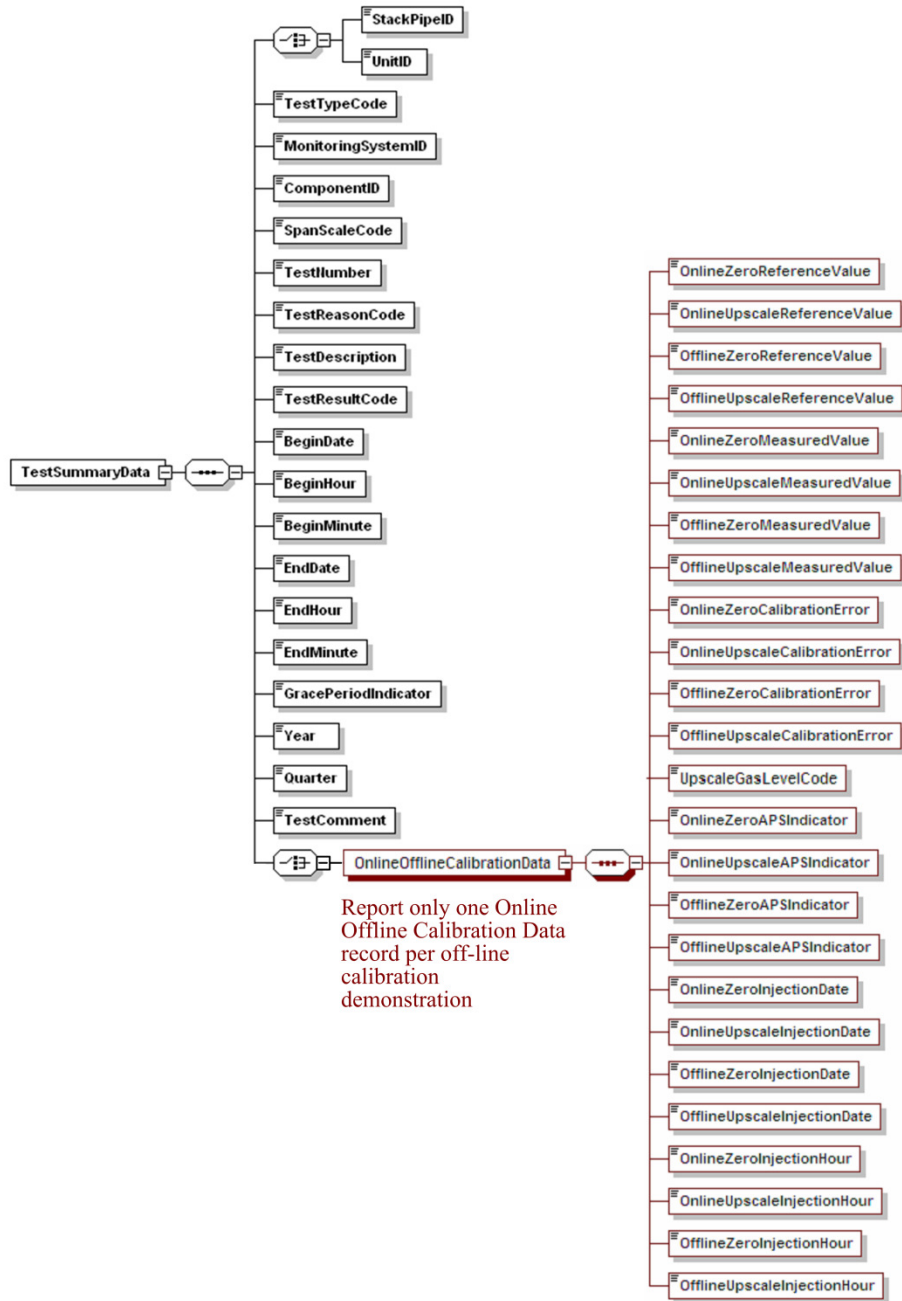 StackPipeID
UnitID
TestTypeCode
MonitoringSystemID
ComponentID
SpanScaleCode
TestNumber
TestReasonCode
TestDescription
TestResultCode
BeginDate
TestSummaryData
BeginHour
BeginMinute
EndDate
EndHour
EndMinute
GracePeriodIndicator
Year
Quarter
TestComment
OnlineOfflineCalibrationData
Report only one Online
Offline Calibration Data
record per off-line
calibration
demonstration
OnlineZeroReferenceValue
OnlineUpscaleReferenceValue
OfflineZeroReferenceValue
OfflineUpscaleReferenceValue
OnlineZeroMeasuredValue
OnlineUpscaleMeasuredValue
OfflineZeroMeasuredValue
OfflineUpscaleMeasuredValue
OnlineZeroCalibrationError
OnlineUpscaleCalibrationError
OfflineZeroCalibrationError
OfflineUpscaleCalibrationError
UpscaleGasLevelCode
OnlineZeroAPSIndicator
OnlineUpscaleAPSIndicator
OfflineZeroAPSIndicator
OfflineUpscaleAPSIndicator
OnlineZeroInjectionDate
OnlineUpscaleInjectionDate
OfflineZeroInjectionDate
OfflineUpscaleInjectionDate
OnlineZeroInjectionHour
OnlineUpscaleInjectionHour
OfflineZeroInjectionHour
OfflineUpscaleInjectionHour